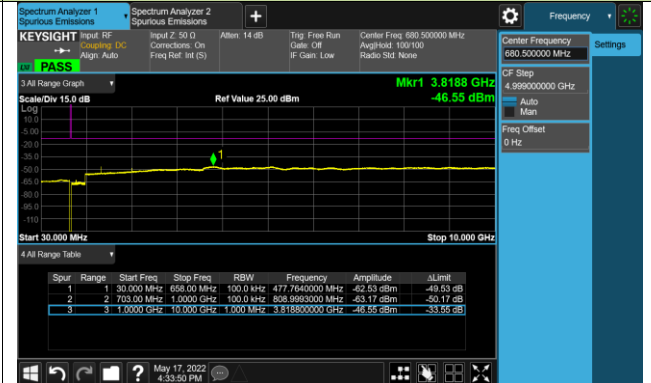 Spectrum Analyzer 1
Spurious Emissions
Spectrum Analyzer 2
Spurious Emissions
Frequency
KEYSIGHT
Input: RF
Coupling: DC
Align: Auto
Input Z: 50 Ω
Corrections: On
Freq Ref: Int (S)
Atten: 14 dB
Trig: Free Run
Gate: Off
IF Gain: Low
Center Freq: 680.500000 MHz
Avg|Hold: 100/100
Radio Std: None
PASS
Center Frequency
680.500000 MHz
Settings
CF Step
4.999000000 GHz
Auto
Man
Freq Offset
0 Hz
3 All Range Graph
Mkr1 3.8188 GHz
Scale/Div 15.0 dB
Ref Value 25.00 dBm
-46.55 dBm
Log
10.0
-5.00
-20.0
-35.0
-50.0
-65.0
-80.0
-95.0
-110
1
Start 30.000 MHz
Stop 10.000 GHz
4 All Range Table
Spur Range Start Freq Stop Freq RBW Frequency Amplitude ΔLimit
1 1 30.000 MHz 658.00 MHz 100.0 kHz 477.7640000 MHz -62.53 dBm -49.53 dB
2 2 703.00 MHz 1.0000 GHz 100.0 kHz 808.9993000 MHz -63.17 dBm -50.17 dB
3 3 1.0000 GHz 10.000 GHz 1.000 MHz 3.818800000 GHz -46.55 dBm -33.55 dB
May 17, 2022
4:33:50 PM